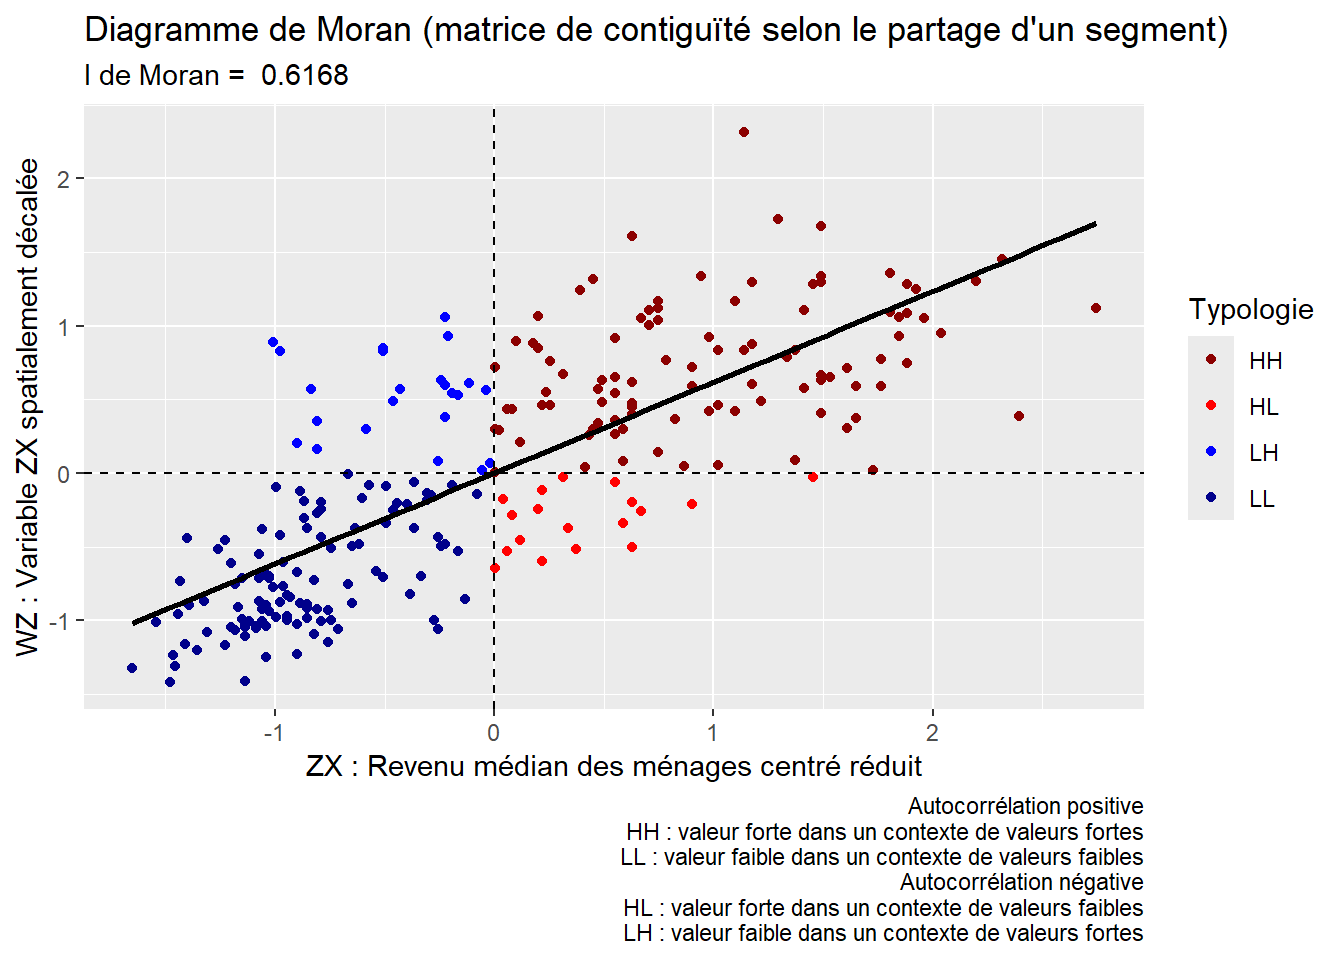 Diagramme de Moran (matrice de contiguïté selon le partage d'un segment)
I de Moran =  0.6168
WZ : Variable ZX spatialement décalée
2
1
0
-1
-1
0
1
2
ZX : Revenu médian des ménages centré réduit
Typologie
HH
HL
LH
LL
Autocorrélation positive
HH : valeur forte dans un contexte de valeurs fortes
LL : valeur faible dans un contexte de valeurs faibles
Autocorrélation négative
HL : valeur forte dans un contexte de valeurs faibles
LH : valeur faible dans un contexte de valeurs fortes